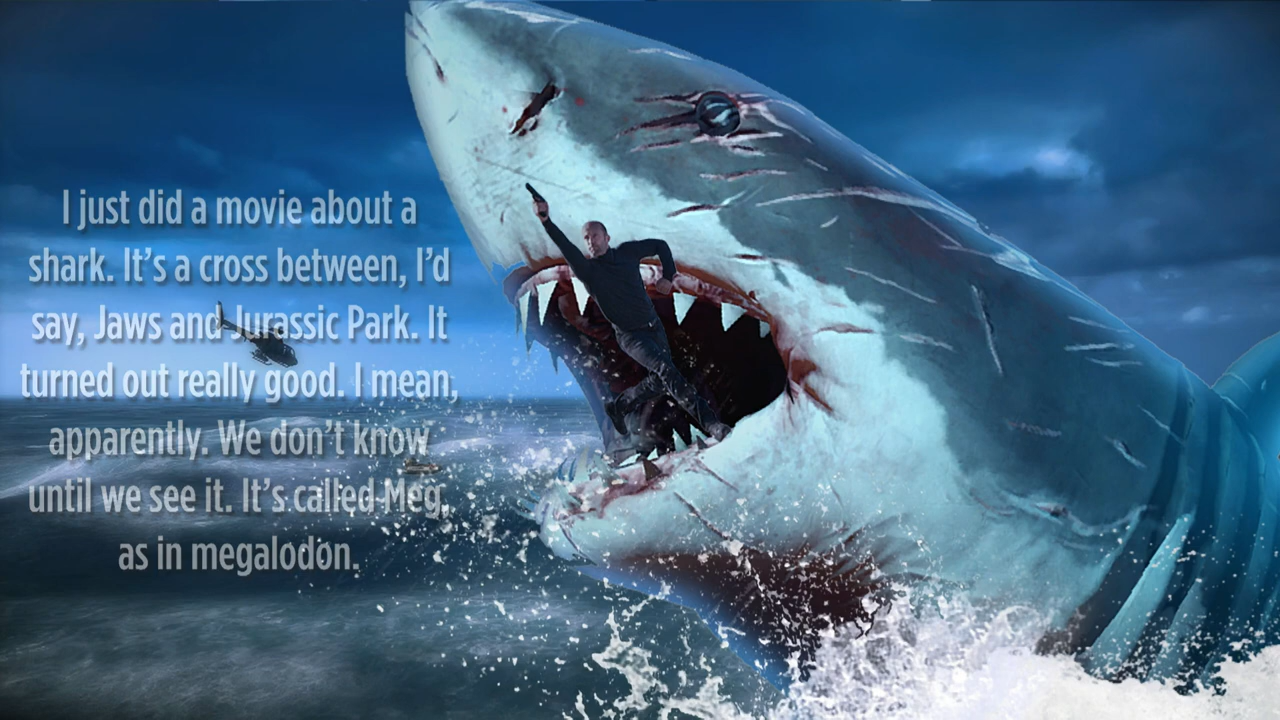 I just did a movie about a
shark. It’s a cross between, I’d
say, Jaws and Jurassic Park. It
turned out really good. I mean,
apparently. We don’t know
until we see it. It’s called Meg,
as in megalodon.